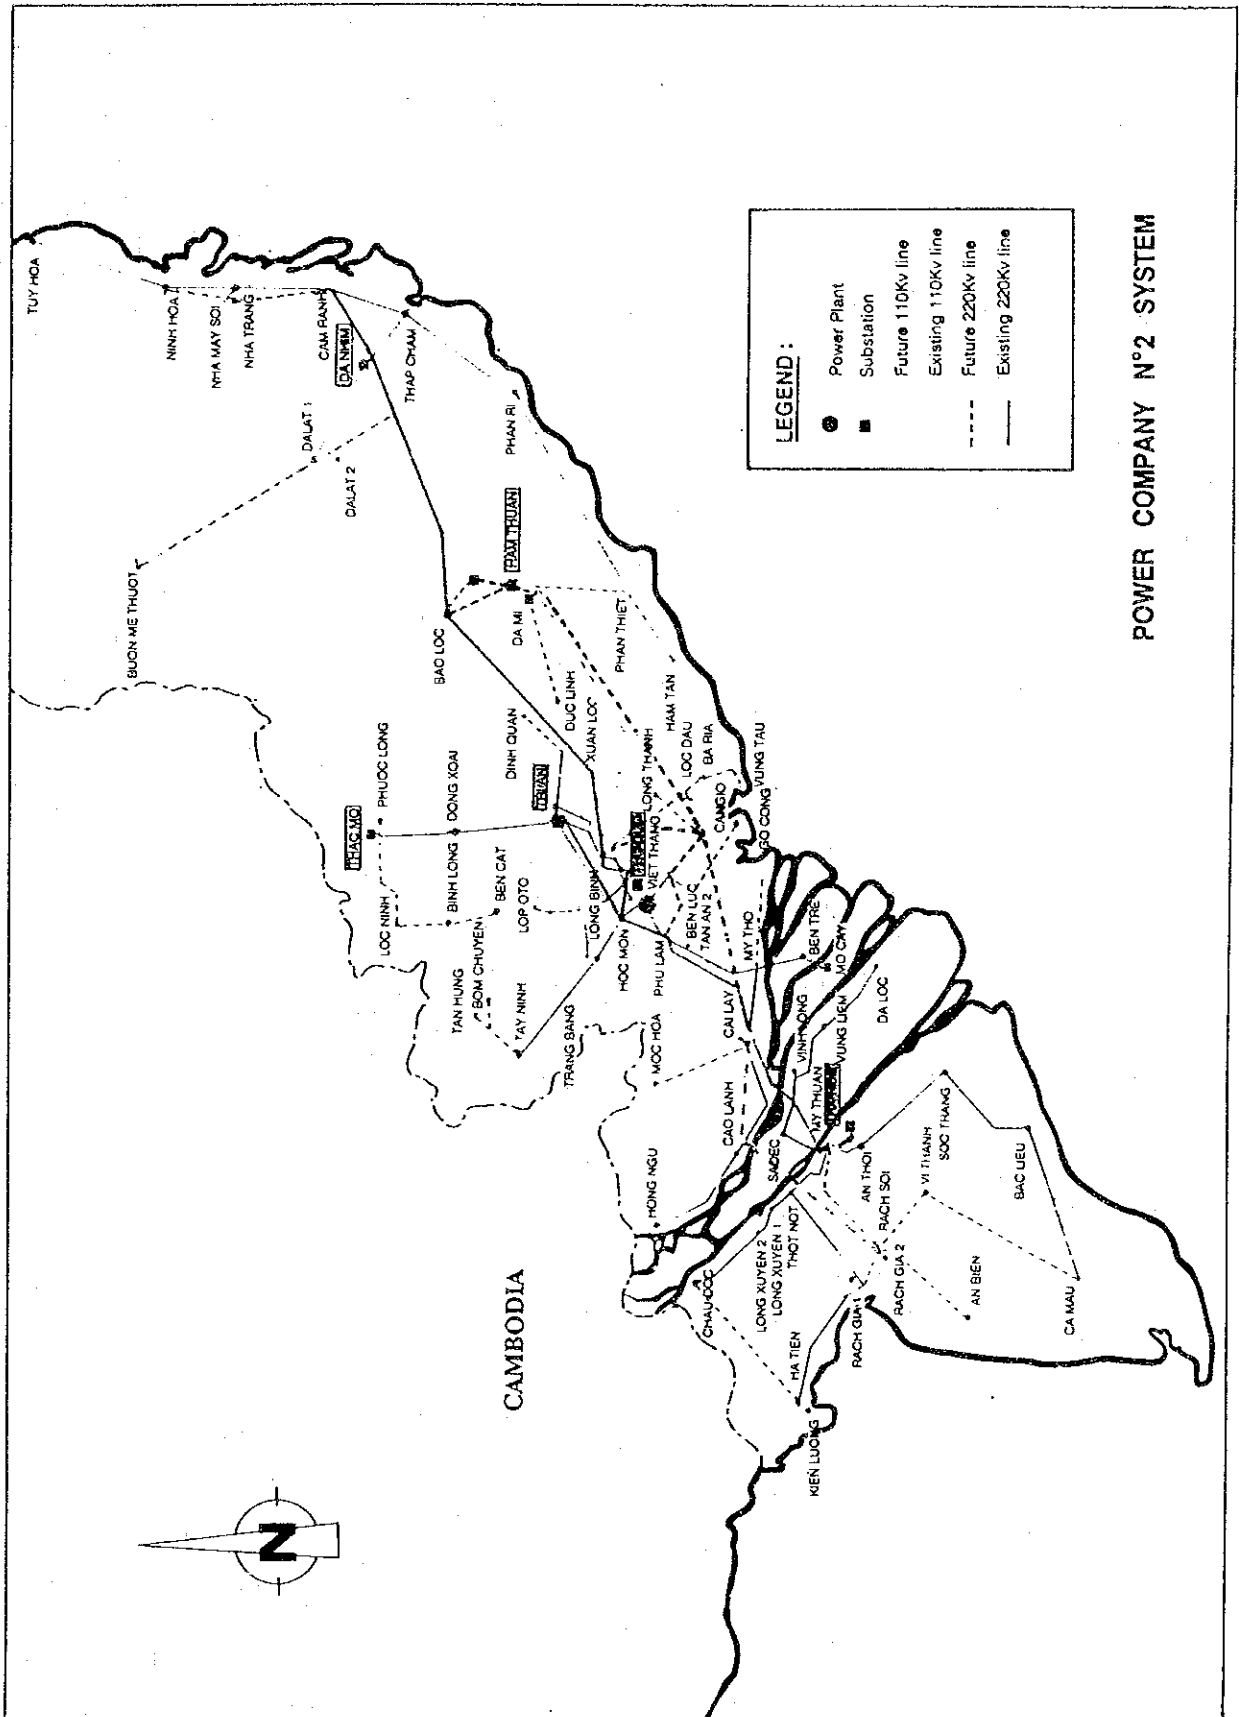 TUY HOA
NINH HOA
NHA MAY SOI
NHA TRANG
CAM RANH
DA NHIM
THAP CHAM
DALAT 1
DALAT 2
PHAN RI
BUON ME THUOT
BAO LOC
HAM THUAN
DA MI
DUC LINH
PHAN THIET
HAM TAN
XUAN LOC
DINH QUAN
TRI AN
THAC MO
PHUOC LONG
DONG XOAI
LOC NINH
BINH LONG
BEN CAT
LOP OTO
LONG BINH
TAN HUNG
BOM CHUYEN
TAY NINH
TRANG BANG
HOC MON
VIET THANG
LONG THANH
LOC DAU
BA RIA
VUNG TAU
CANGIO
GO CONG
PHU LAM
BEN LUC
TAN AN 2
MY THO
CAI LAY
BEN TRE
MO CAY
MOC HOA
CAO LANH
VINH LONG
VUNG LIEM
DA LOC
MY THUAN
SADEC
HONG NGU
CHAU DOC
LONG XUYEN 2
LONG XUYEN 1
THOT NOT
AN THOI
RACH SOI
RACH GIA 2
RACH GIA 1
VI THANH
SOC TRANG
BAC LIEU
AN BIEN
CA MAU
HA TIEN
KIEN LUONG
CAMBODIA
N
LEGEND :
Power Plant
Substation
Future 110Kv line
Existing 110Kv line
Future 220Kv line
Existing 220Kv line
POWER COMPANY N°2 SYSTEM